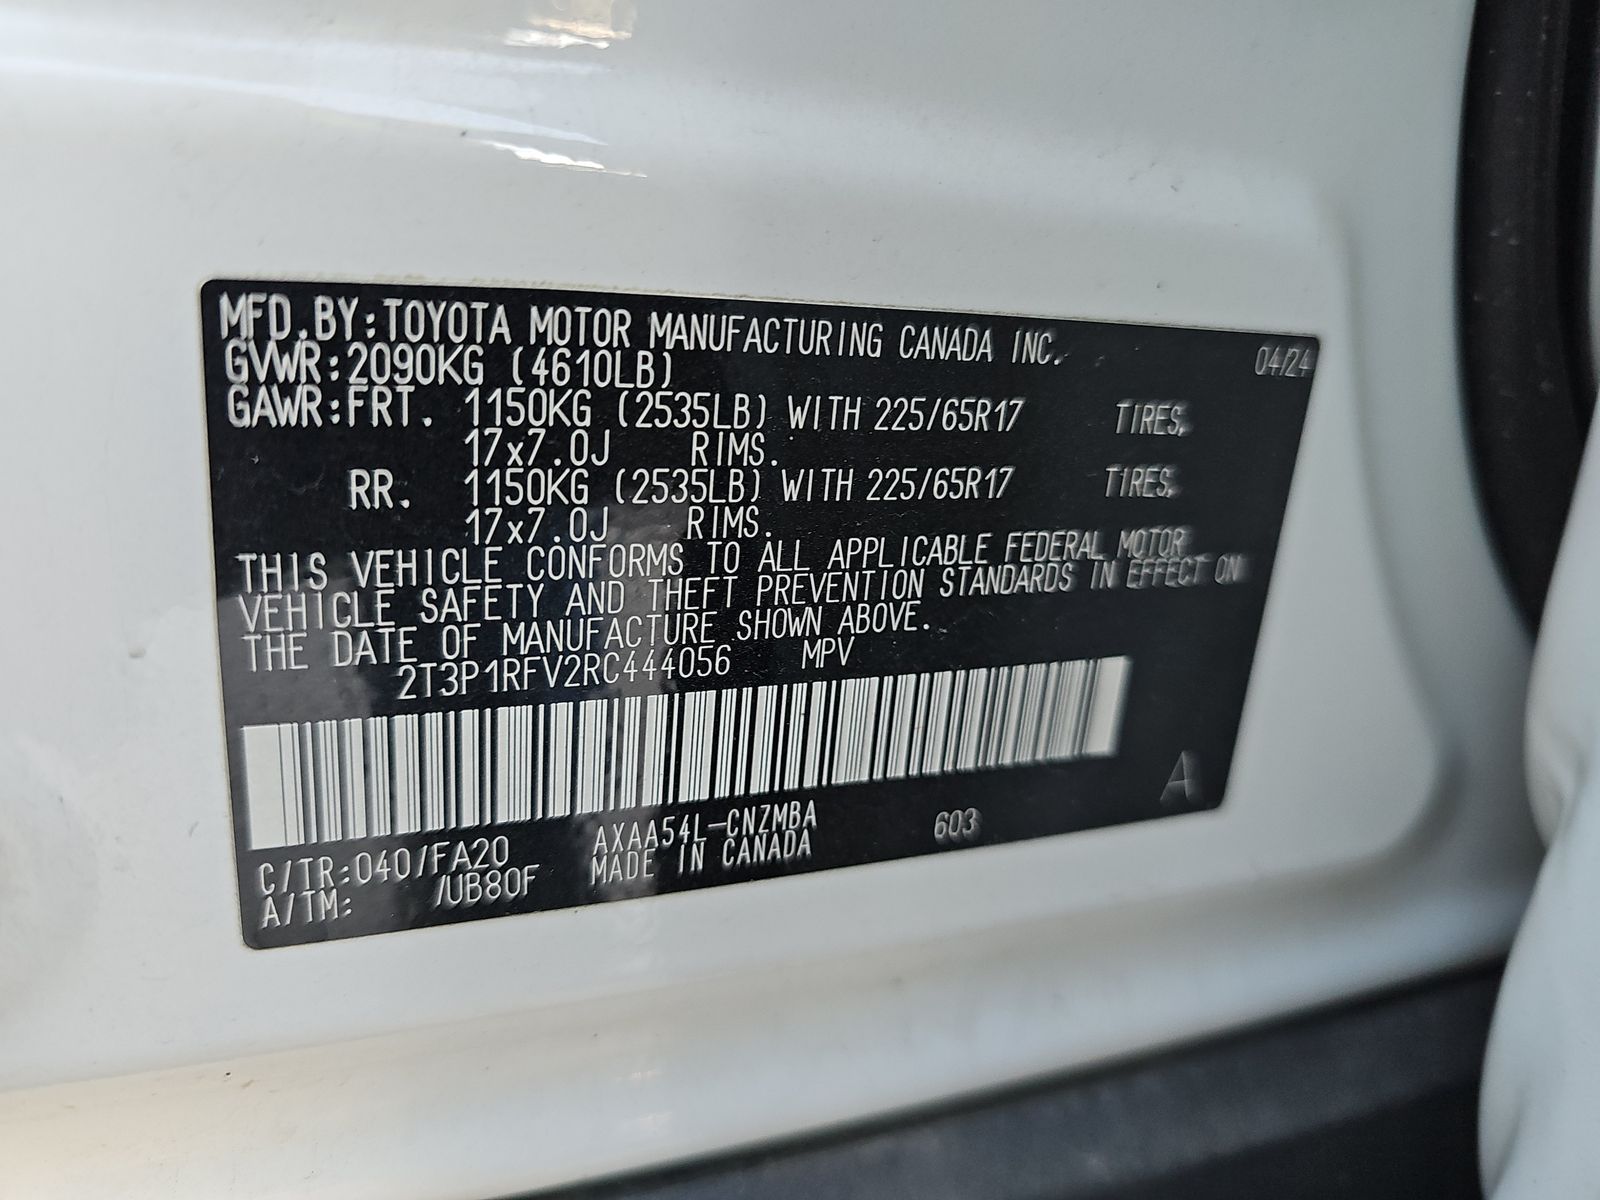 MFD.BY:TOYOTA MOTOR MANUFACTURING CANADA INC. 04/24
GVWR:2090KG (4610LB)
GAWR:FRT. 1150KG (2535LB) WITH 225/65R17 TIRES,
17x7.0J RIMS.
RR. 1150KG (2535LB) WITH 225/65R17 TIRES,
17x7.0J RIMS.
THIS VEHICLE CONFORMS TO ALL APPLICABLE FEDERAL MOTOR
VEHICLE SAFETY AND THEFT PREVENTION STANDARDS IN EFFECT ON
THE DATE OF MANUFACTURE SHOWN ABOVE.
2T3P1RFV2RC444056 MPV
A
C/TR:040/FA20 AXAA54L-CNZMBA 603
A/TM: /UB80F MADE IN CANADA